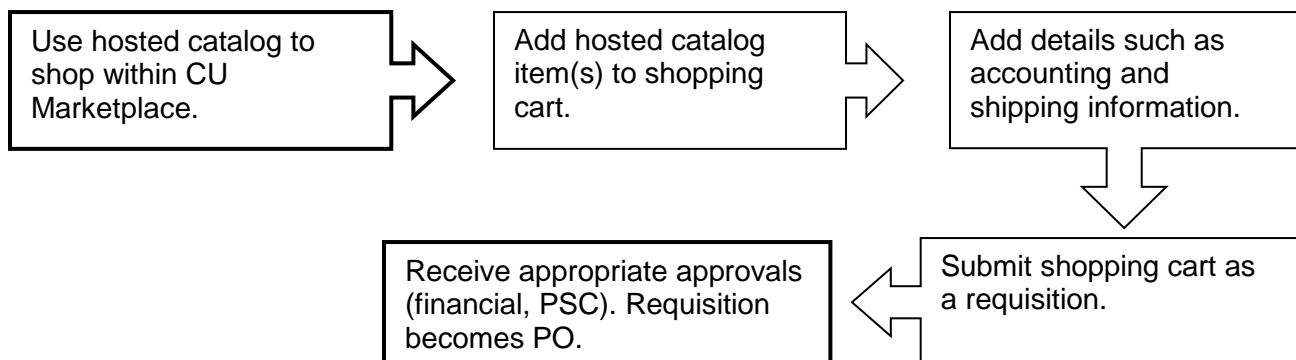 Use hosted catalog to
shop within CU
Marketplace.
Add hosted catalog
item(s) to shopping
cart.
Add details such as
accounting and
shipping information.
Submit shopping cart as
a requisition.
Receive appropriate approvals
(financial, PSC). Requisition
becomes PO.